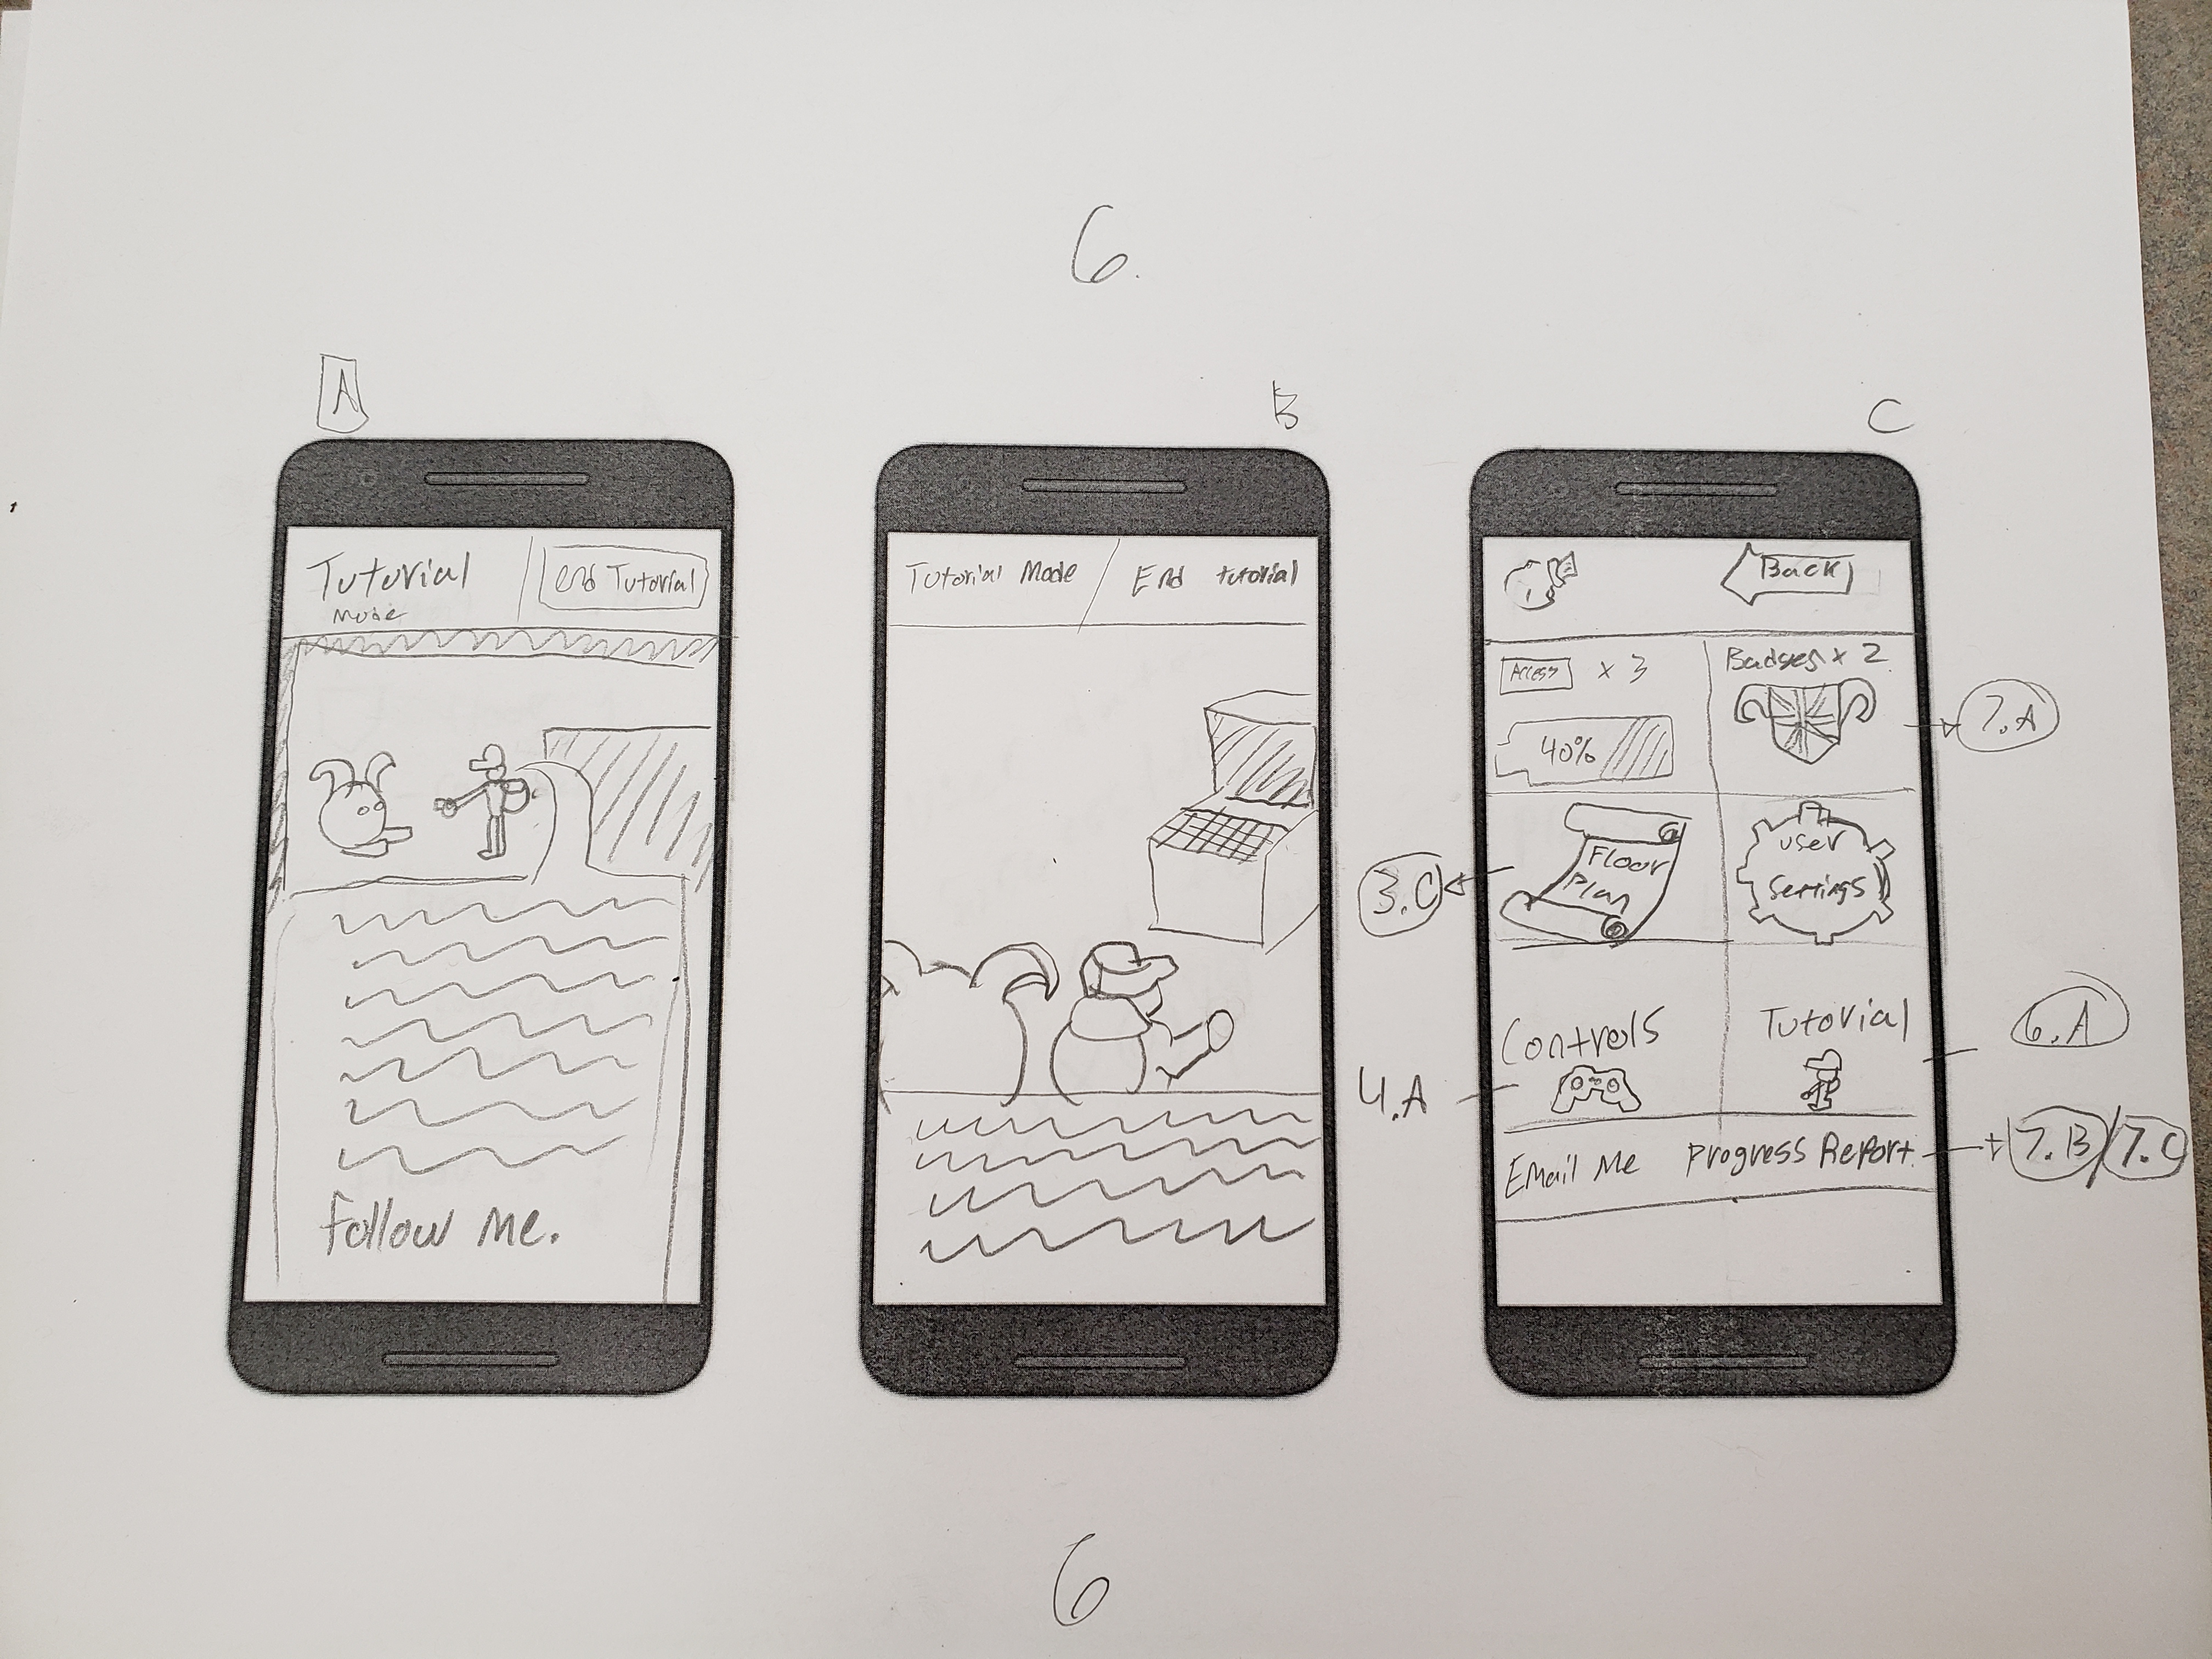 6.
A
Tutorial
Mode
End Tutorial
Follow Me.
B
Tutorial Mode / End tutorial
C
Back
Access x 3
40%
Badges x 2
7.A
Floor
Plan
3.C
User
Settings
Controls
4.A
Tutorial
6.A
Email Me Progress Report.
7.B/7.C
6